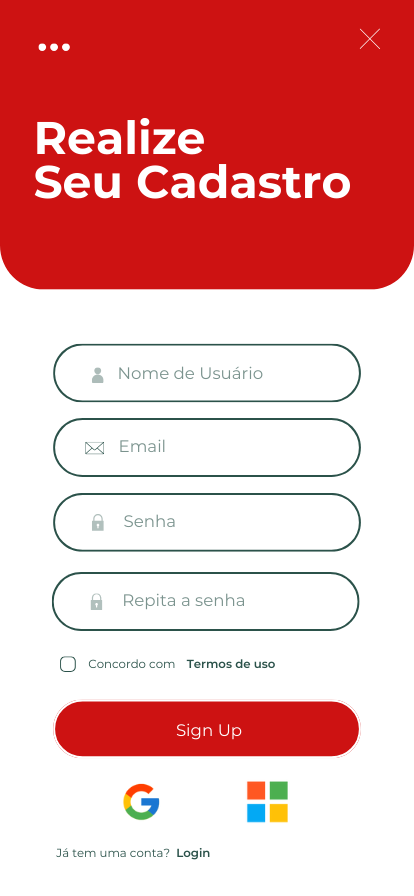 Realize
Seu Cadastro
Nome de Usuário
Email
Senha
Repita a senha
Concordo com Termos de uso
Sign Up
Já tem uma conta? Login